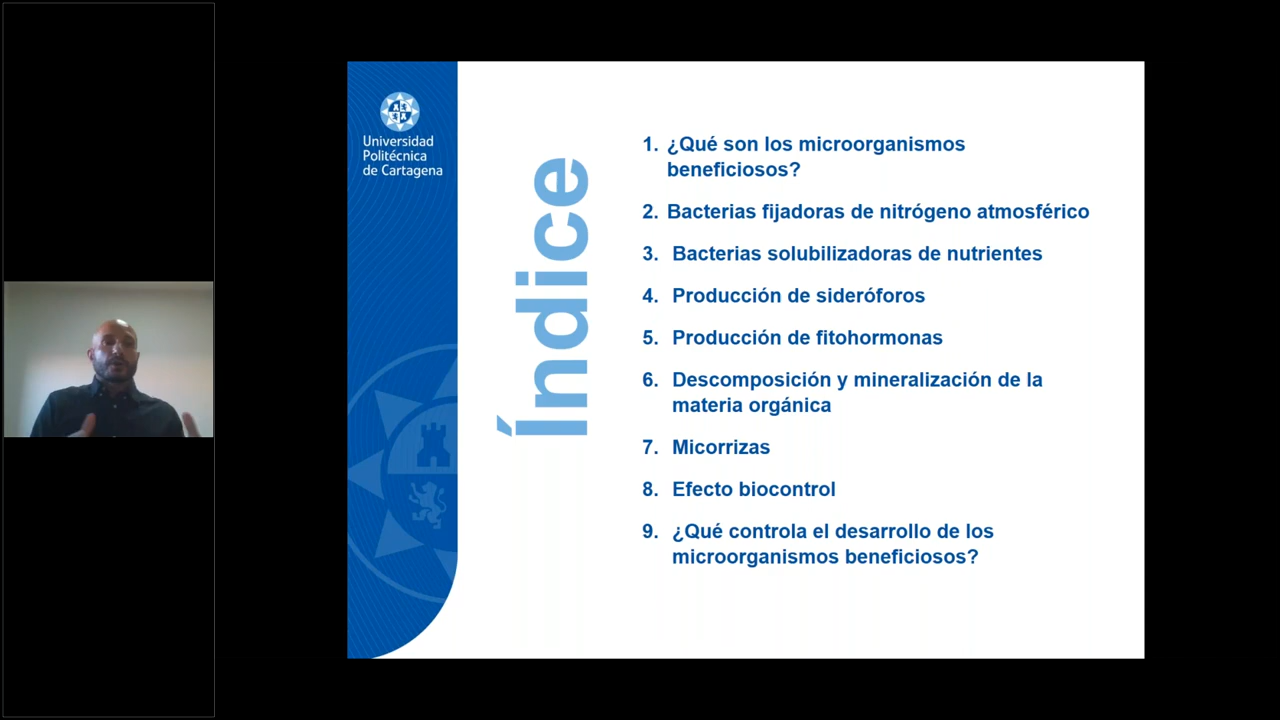 Universidad
Politécnica
de Cartagena
Índice
1. ¿Qué son los microorganismos
beneficiosos?
2. Bacterias fijadoras de nitrógeno atmosférico
3. Bacterias solubilizadoras de nutrientes
4. Producción de sideróforos
5. Producción de fitohormonas
6. Descomposición y mineralización de la
materia orgánica
7. Micorrizas
8. Efecto biocontrol
9. ¿Qué controla el desarrollo de los
microorganismos beneficiosos?